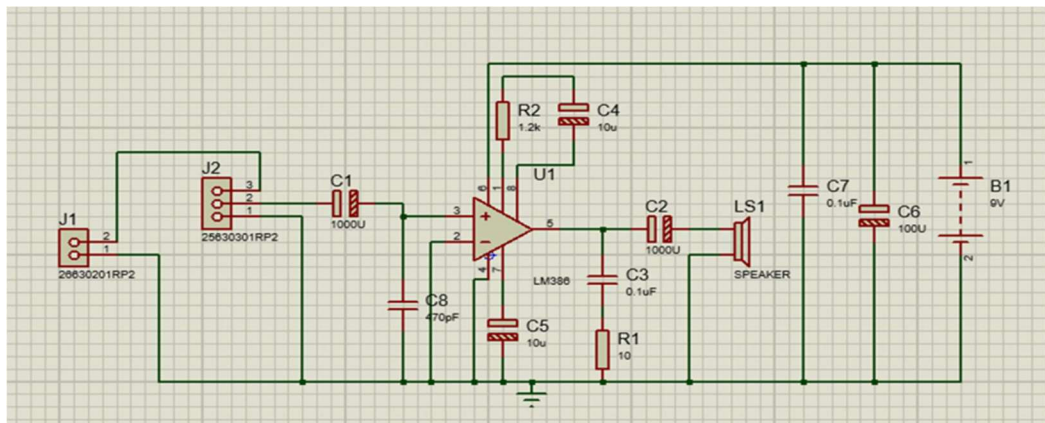 R2
1.2k
C4
10u
J2
3
2
1
25630301RP2
C1
1000U
J1
2
1
26630201RP2
6
1
8
U1
3
2
5
4
7
LM386
C2
1000U
LS1
SPEAKER
C7
0.1uF
C6
100U
1
B1
9V
2
C3
0.1uF
C8
470pF
C5
10u
R1
10